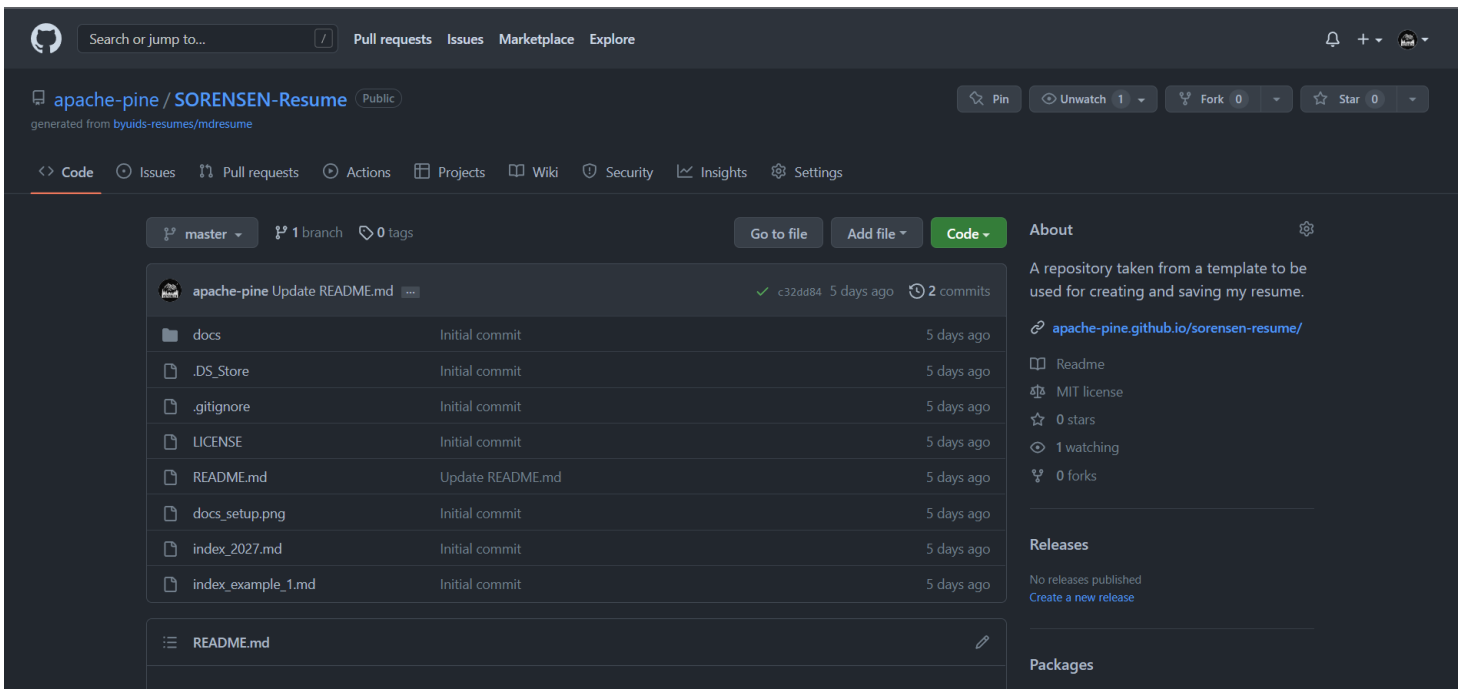 Search or jump to... / Pull requests Issues Marketplace Explore
apache-pine / SORENSEN-Resume Public Pin Unwatch 1 Fork 0 Star 0
generated from byuids-resumes/mdresume
Code Issues Pull requests Actions Projects Wiki Security Insights Settings
master 1 branch 0 tags Go to file Add file Code
apache-pine Update README.md ... c32dd84 5 days ago 2 commits
docs Initial commit 5 days ago
.DS_Store Initial commit 5 days ago
.gitignore Initial commit 5 days ago
LICENSE Initial commit 5 days ago
README.md Update README.md 5 days ago
docs_setup.png Initial commit 5 days ago
index_2027.md Initial commit 5 days ago
index_example_1.md Initial commit 5 days ago
README.md
About
A repository taken from a template to be
used for creating and saving my resume.
apache-pine.github.io/sorensen-resume/
Readme
MIT license
0 stars
1 watching
0 forks
Releases
No releases published
Create a new release
Packages